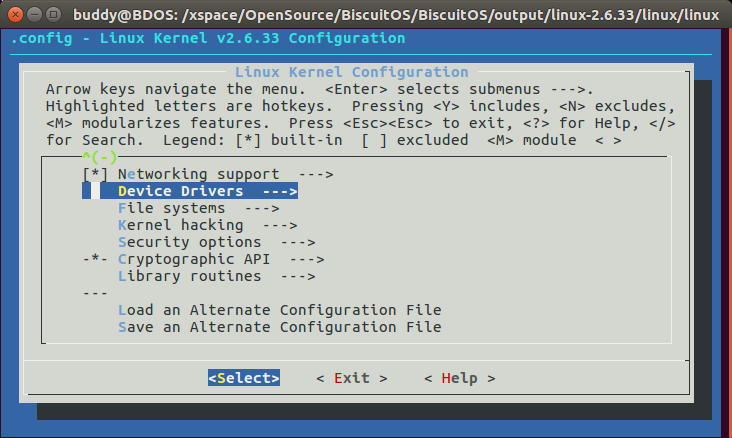 buddy@BDOS: /xspace/OpenSource/BiscuitOS/BiscuitOS/output/linux-2.6.33/linux/linux
.config - Linux Kernel v2.6.33 Configuration
Linux Kernel Configuration
Arrow keys navigate the menu.  <Enter> selects submenus --->.
Highlighted letters are hotkeys.  Pressing <Y> includes, <N> excludes,
<M> modularizes features.  Press <Esc><Esc> to exit, <?> for Help, </>
for Search.  Legend: [*] built-in  [ ] excluded  <M> module  < >
^(-)
[*] Networking support  --->
Device Drivers  --->
File systems  --->
Kernel hacking  --->
Security options  --->
-*- Cryptographic API  --->
Library routines  --->
---
Load an Alternate Configuration File
Save an Alternate Configuration File
<Select>    < Exit >    < Help >